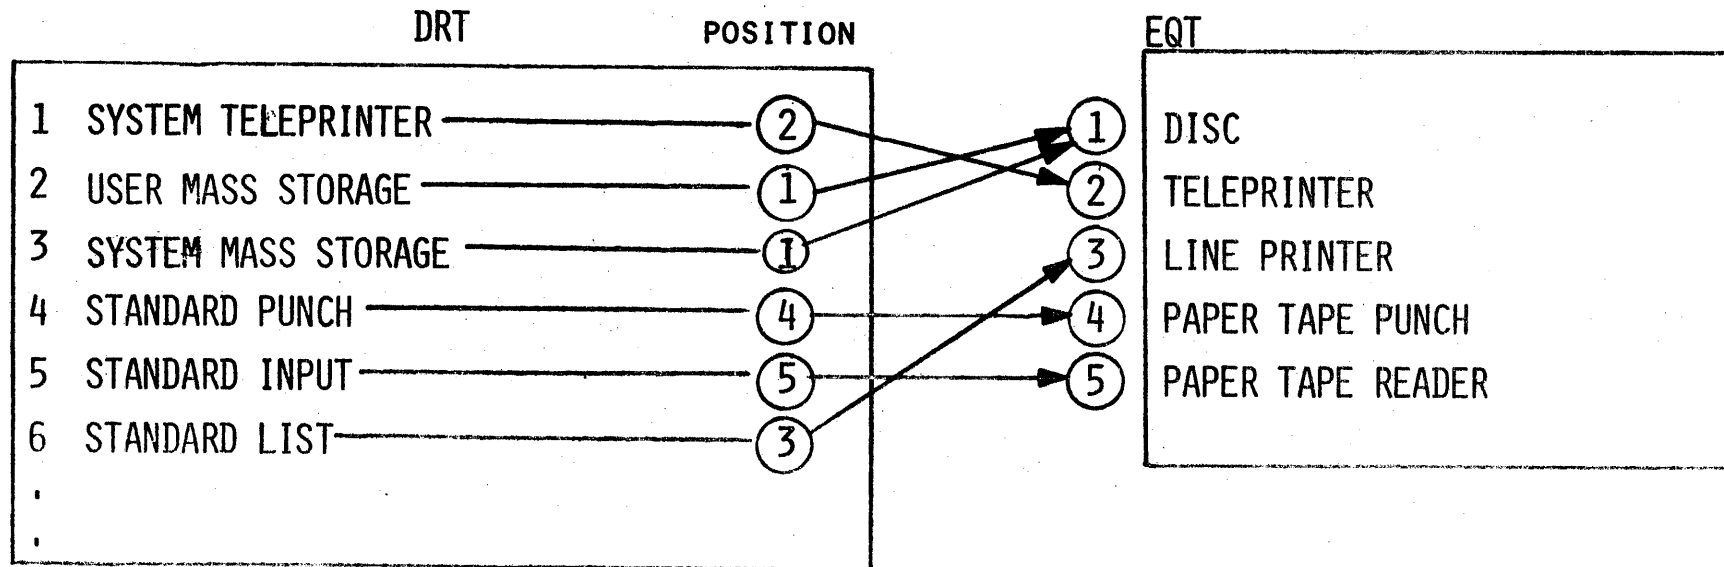 DRT POSITION EQT
1 SYSTEM TELEPRINTER 2
2 USER MASS STORAGE 1
3 SYSTEM MASS STORAGE 1
4 STANDARD PUNCH 4
5 STANDARD INPUT 5
6 STANDARD LIST 3
.
.
1 DISC
2 TELEPRINTER
3 LINE PRINTER
4 PAPER TAPE PUNCH
5 PAPER TAPE READER